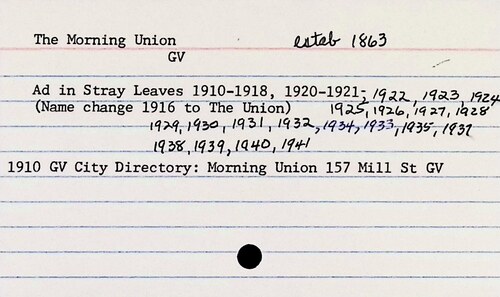 The Morning Union estab 1863
GV
Ad in Stray Leaves 1910-1918, 1920-1921; 1922, 1923, 1924
(Name change 1916 to The Union) 1925, 1926, 1927, 1928
1929, 1930, 1931, 1932, 1934, 1933, 1935, 1937
1938, 1939, 1940, 1941
1910 GV City Directory: Morning Union 157 Mill St GV